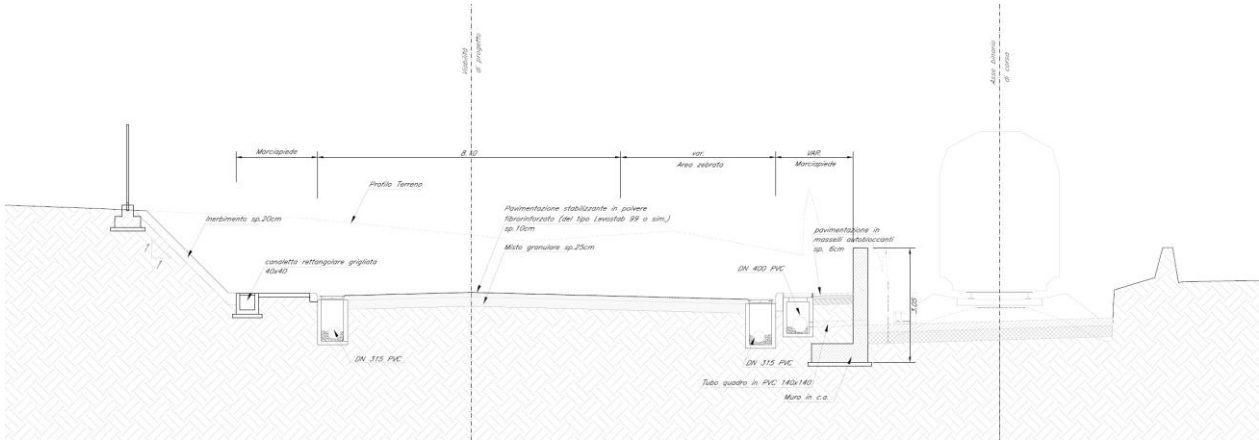 Viabilità
di progetto
Asse binario
di corsa
Marciapiede
8.10
var.
Area zebrata
VAR.
Marciapiede
Profilo Terreno
Inerbimento sp.20cm
Pavimentazione stabilizzante in polvere
fibrorinforzato (del tipo Levostab 99 o sim.)
sp.10cm
Misto granulare sp.25cm
pavimentazione in
masselli autobloccanti
sp. 6cm
1
1
canaletta rettangolare grigliata
40x40
DN 400 PVC
3.05
DN 315 PVC
DN 315 PVC
Tubo quadro in PVC 140x140
Muro in c.a.